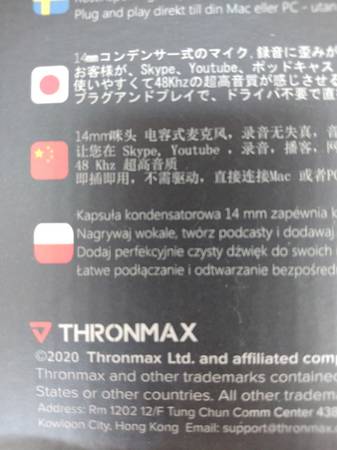 Plug and play direkt till din Mac eller PC - utan
14mmコンデンサー式のマイク、録音に歪みが
お客様が、Skype、Youtube、ポッドキャス
使いやすくて48Khzの超高音質が感じさせる
プラグアンドプレイで、ドライバ不要で直
14mm咪头 电容式麦克风，录音无失真，音
让您在 Skype, Youtube ，录音，播客，网
48 Khz 超高音质
即插即用，不需驱动，直接连接Mac 或者PC
Kapsuła kondensatorowa 14 mm zapewnia k
Nagrywaj wokale, twórz podcasty i dodawaj
Dodaj perfekcyjnie czysty dźwięk do swoich
Łatwe podłączanie i odtwarzanie bezpośred
THRONMAX
©2020 Thronmax Ltd. and affiliated comp
Thronmax and other trademarks contained
States or other countries. All other tradema
Address: Rm 1202 12/F Tung Chun Comm Center 438
Kowloon City, Hong Kong Email: support@thronmax.c